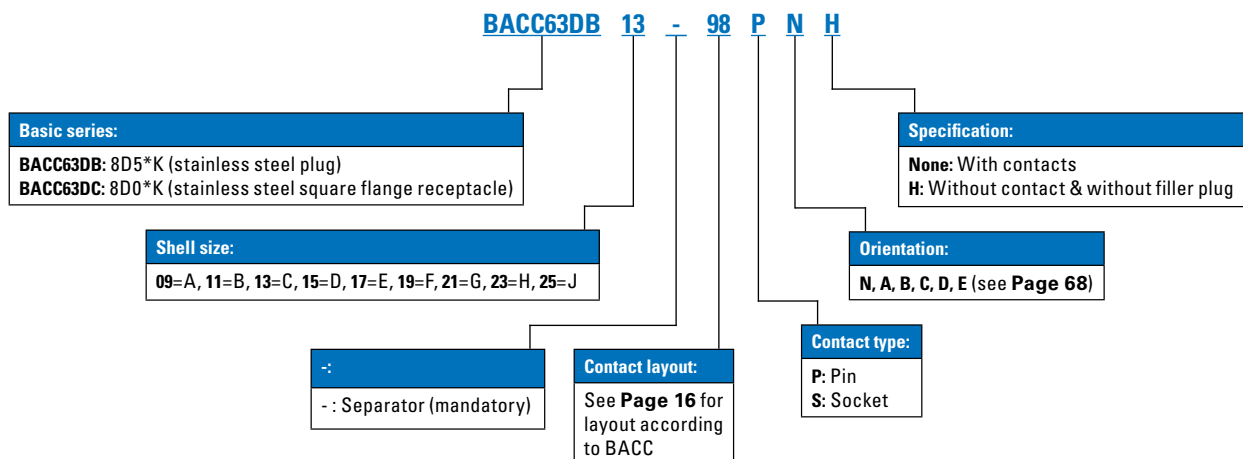 BACC63DB 13 - 98 P N H
Basic series:
BACC63DB: 8D5*K (stainless steel plug)
BACC63DC: 8D0*K (stainless steel square flange receptacle)
Specification:
None: With contacts
H: Without contact & without filler plug
Shell size:
09=A, 11=B, 13=C, 15=D, 17=E, 19=F, 21=G, 23=H, 25=J
Orientation:
N, A, B, C, D, E (see Page 68)
-:
- : Separator (mandatory)
Contact layout:
See Page 16 for
layout according
to BACC
Contact type:
P: Pin
S: Socket